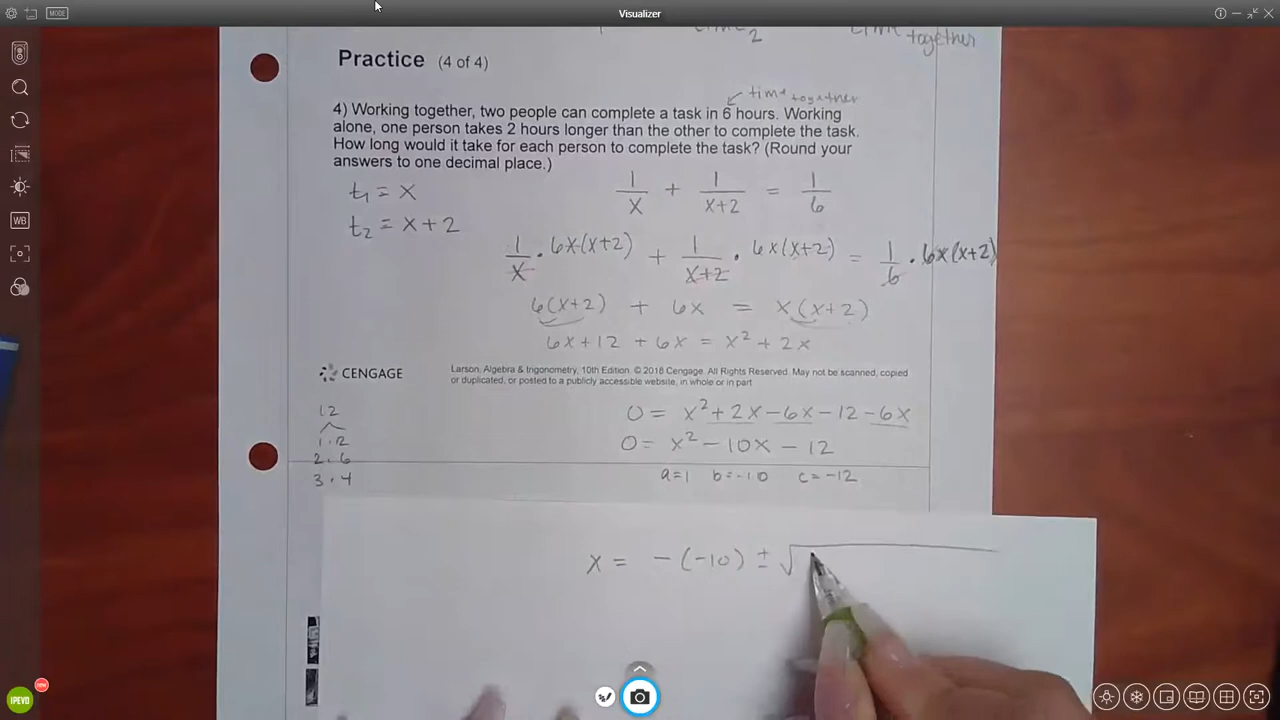 MODE
Visualizer
2
together
Practice (4 of 4)
time together
4) Working together, two people can complete a task in 6 hours. Working
alone, one person takes 2 hours longer than the other to complete the task.
How long would it take for each person to complete the task? (Round your
answers to one decimal place.)
t₁ = x
t₂ = x+2
1/x + 1/(x+2) = 1/6
1/x · 6x(x+2) + 1/(x+2) · 6x(x+2) = 1/6 · 6x(x+2)
6(x+2) + 6x = x(x+2)
6x+12 + 6x = x² + 2x
CENGAGE
Larson, Algebra & Trigonometry, 10th Edition. © 2018 Cengage. All Rights Reserved. May not be scanned, copied
or duplicated, or posted to a publicly accessible website, in whole or in part
12
1·2
2·6
3·4
0 = x² + 2x - 6x - 12 - 6x
0 = x² - 10x - 12
a=1 b=-10 c=-12
x = -(-10) ± √
WB
IPEVO
new